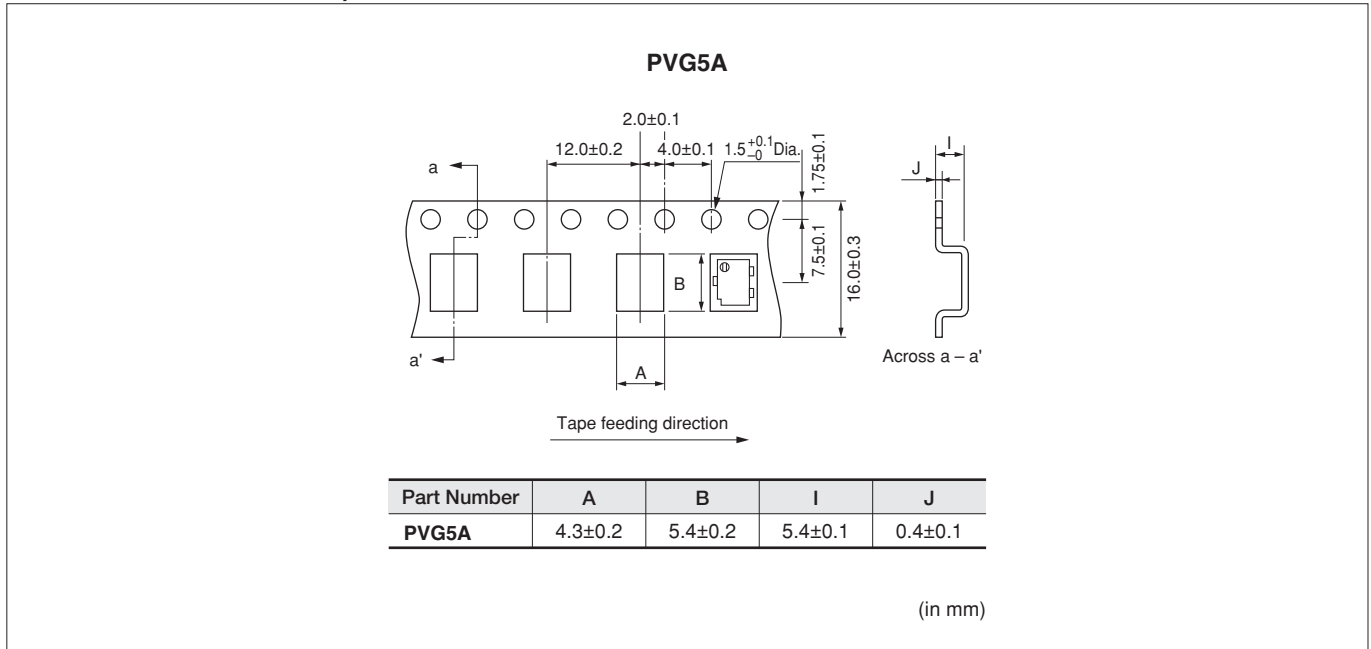 PVG5A
2.0±0.1
12.0±0.2 4.0±0.1 1.5 +0.1 −0 Dia.
1.75±0.1
7.5±0.1
16.0±0.3
a
a'
B
A
I
J
Across a – a'
Tape feeding direction
Part Number A B I J
PVG5A 4.3±0.2 5.4±0.2 5.4±0.1 0.4±0.1
(in mm)